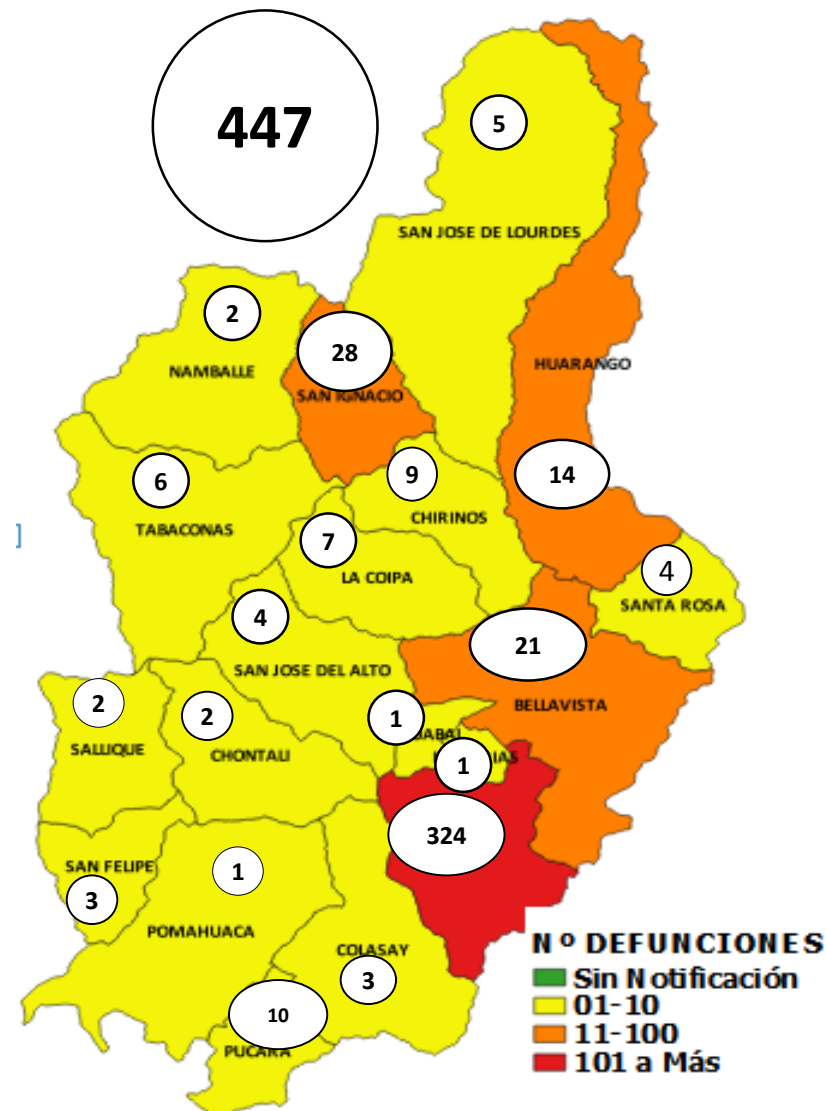 447
5
SAN JOSE DE LOURDES
2
28
NAMBALLE
SAN IGNACIO
HUARANGO
6
9
14
TABACONAS
CHIRINOS
7
LA COIPA
4
SANTA ROSA
4
21
SAN JOSE DEL ALTO
BELLAVISTA
2
SALLIQUE
2
CHONTALI
1
1
324
SAN FELIPE
3
1
POMAHUACA
COLASAY
3
10
PUCARA
]
Nº DEFUNCIONES
Sin Notificación
01-10
11-100
101 a Más